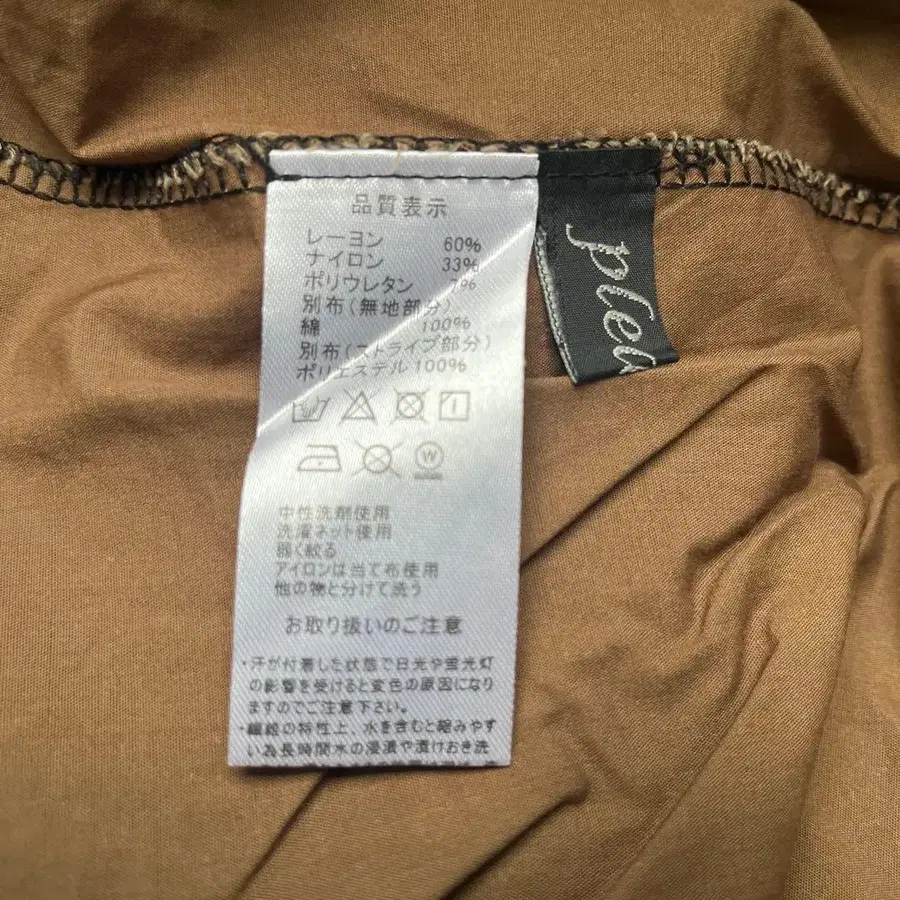 品質表示
レーヨン 60%
ナイロン 33%
ポリウレタン 7%
別布(無地部分)
綿 100%
別布(ストライプ部分)
ポリエステル 100%
W
中性洗剤使用
洗濯ネット使用
弱く絞る
アイロンは当て布使用
他の物と分けて洗う
お取り扱いのご注意
・汗が付着した状態で日光や蛍光灯
の影響を受けると変色の原因になり
ますのでご注意下さい。
・繊維の特性上、水を含むと縮みやす
い為長時間水の浸漬や漬けおき洗
plea